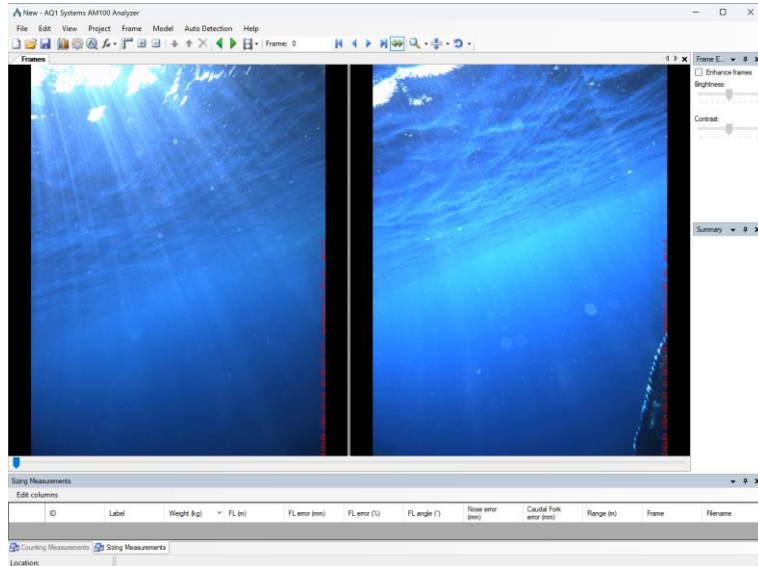 New - AQ1 Systems AM100 Analyzer
File Edit View Project Frame Model Auto Detection Help
Frame: 0
Frames
Frame E...
Enhance frames
Brightness:
Contrast:
Summary
Sizing Measurements
Edit columns
ID Label Weight (kg) FL (m) FL error (mm) FL error (%) FL angle (°) Nose error (mm) Caudal Fork error (mm) Range (m) Frame Filename
Counting Measurements Sizing Measurements
Location: